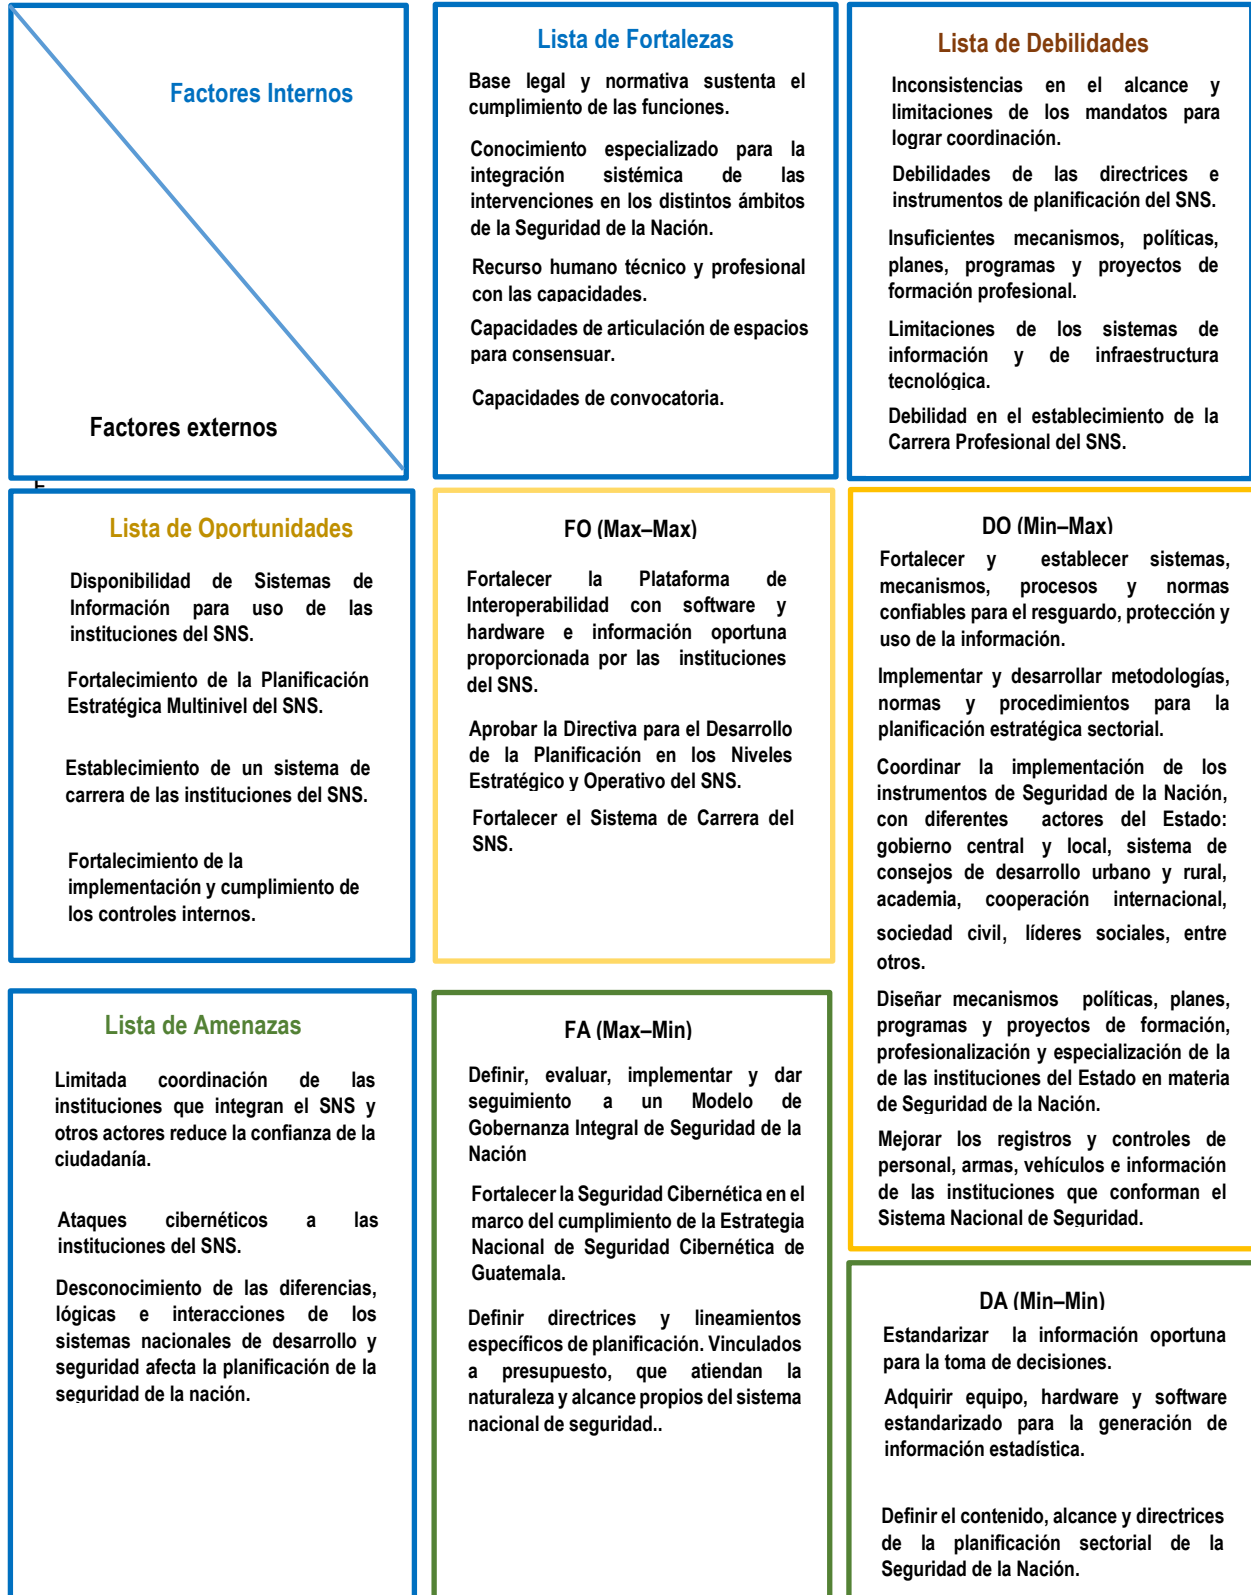 Factores Internos
Factores externos
Lista de Fortalezas
Base legal y normativa sustenta el
cumplimiento de las funciones.
Conocimiento especializado para la
integración sistémica de las
intervenciones en los distintos ámbitos
de la Seguridad de la Nación.
Recurso humano técnico y profesional
con las capacidades.
Capacidades de articulación de espacios
para consensuar.
Capacidades de convocatoria.
Lista de Debilidades
Inconsistencias en el alcance y
limitaciones de los mandatos para
lograr coordinación.
Debilidades de las directrices e
instrumentos de planificación del SNS.
Insuficientes mecanismos, políticas,
planes, programas y proyectos de
formación profesional.
Limitaciones de los sistemas de
información y de infraestructura
tecnológica.
Debilidad en el establecimiento de la
Carrera Profesional del SNS.
Lista de Oportunidades
Disponibilidad de Sistemas de
Información para uso de las
instituciones del SNS.
Fortalecimiento de la Planificación
Estratégica Multinivel del SNS.
Establecimiento de un sistema de
carrera de las instituciones del SNS.
Fortalecimiento de la
implementación y cumplimiento de
los controles internos.
FO (Max–Max)
Fortalecer la Plataforma de
Interoperabilidad con software y
hardware e información oportuna
proporcionada por las instituciones
del SNS.
Aprobar la Directiva para el Desarrollo
de la Planificación en los Niveles
Estratégico y Operativo del SNS.
Fortalecer el Sistema de Carrera del
SNS.
DO (Min–Max)
Fortalecer y establecer sistemas,
mecanismos, procesos y normas
confiables para el resguardo, protección y
uso de la información.
Implementar y desarrollar metodologías,
normas y procedimientos para la
planificación estratégica sectorial.
Coordinar la implementación de los
instrumentos de Seguridad de la Nación,
con diferentes actores del Estado:
gobierno central y local, sistema de
consejos de desarrollo urbano y rural,
academia, cooperación internacional,
sociedad civil, líderes sociales, entre
otros.
Diseñar mecanismos políticas, planes,
programas y proyectos de formación,
profesionalización y especialización de la
de las instituciones del Estado en materia
de Seguridad de la Nación.
Mejorar los registros y controles de
personal, armas, vehículos e información
de las instituciones que conforman el
Sistema Nacional de Seguridad.
Lista de Amenazas
Limitada coordinación de las
instituciones que integran el SNS y
otros actores reduce la confianza de la
ciudadanía.
Ataques cibernéticos a las
instituciones del SNS.
Desconocimiento de las diferencias,
lógicas e interacciones de los
sistemas nacionales de desarrollo y
seguridad afecta la planificación de la
seguridad de la nación.
FA (Max–Min)
Definir, evaluar, implementar y dar
seguimiento a un Modelo de
Gobernanza Integral de Seguridad de la
Nación
Fortalecer la Seguridad Cibernética en el
marco del cumplimiento de la Estrategia
Nacional de Seguridad Cibernética de
Guatemala.
Definir directrices y lineamientos
específicos de planificación. Vinculados
a presupuesto, que atiendan la
naturaleza y alcance propios del sistema
nacional de seguridad..
DA (Min–Min)
Estandarizar la información oportuna
para la toma de decisiones.
Adquirir equipo, hardware y software
estandarizado para la generación de
información estadística.
Definir el contenido, alcance y directrices
de la planificación sectorial de la
Seguridad de la Nación.